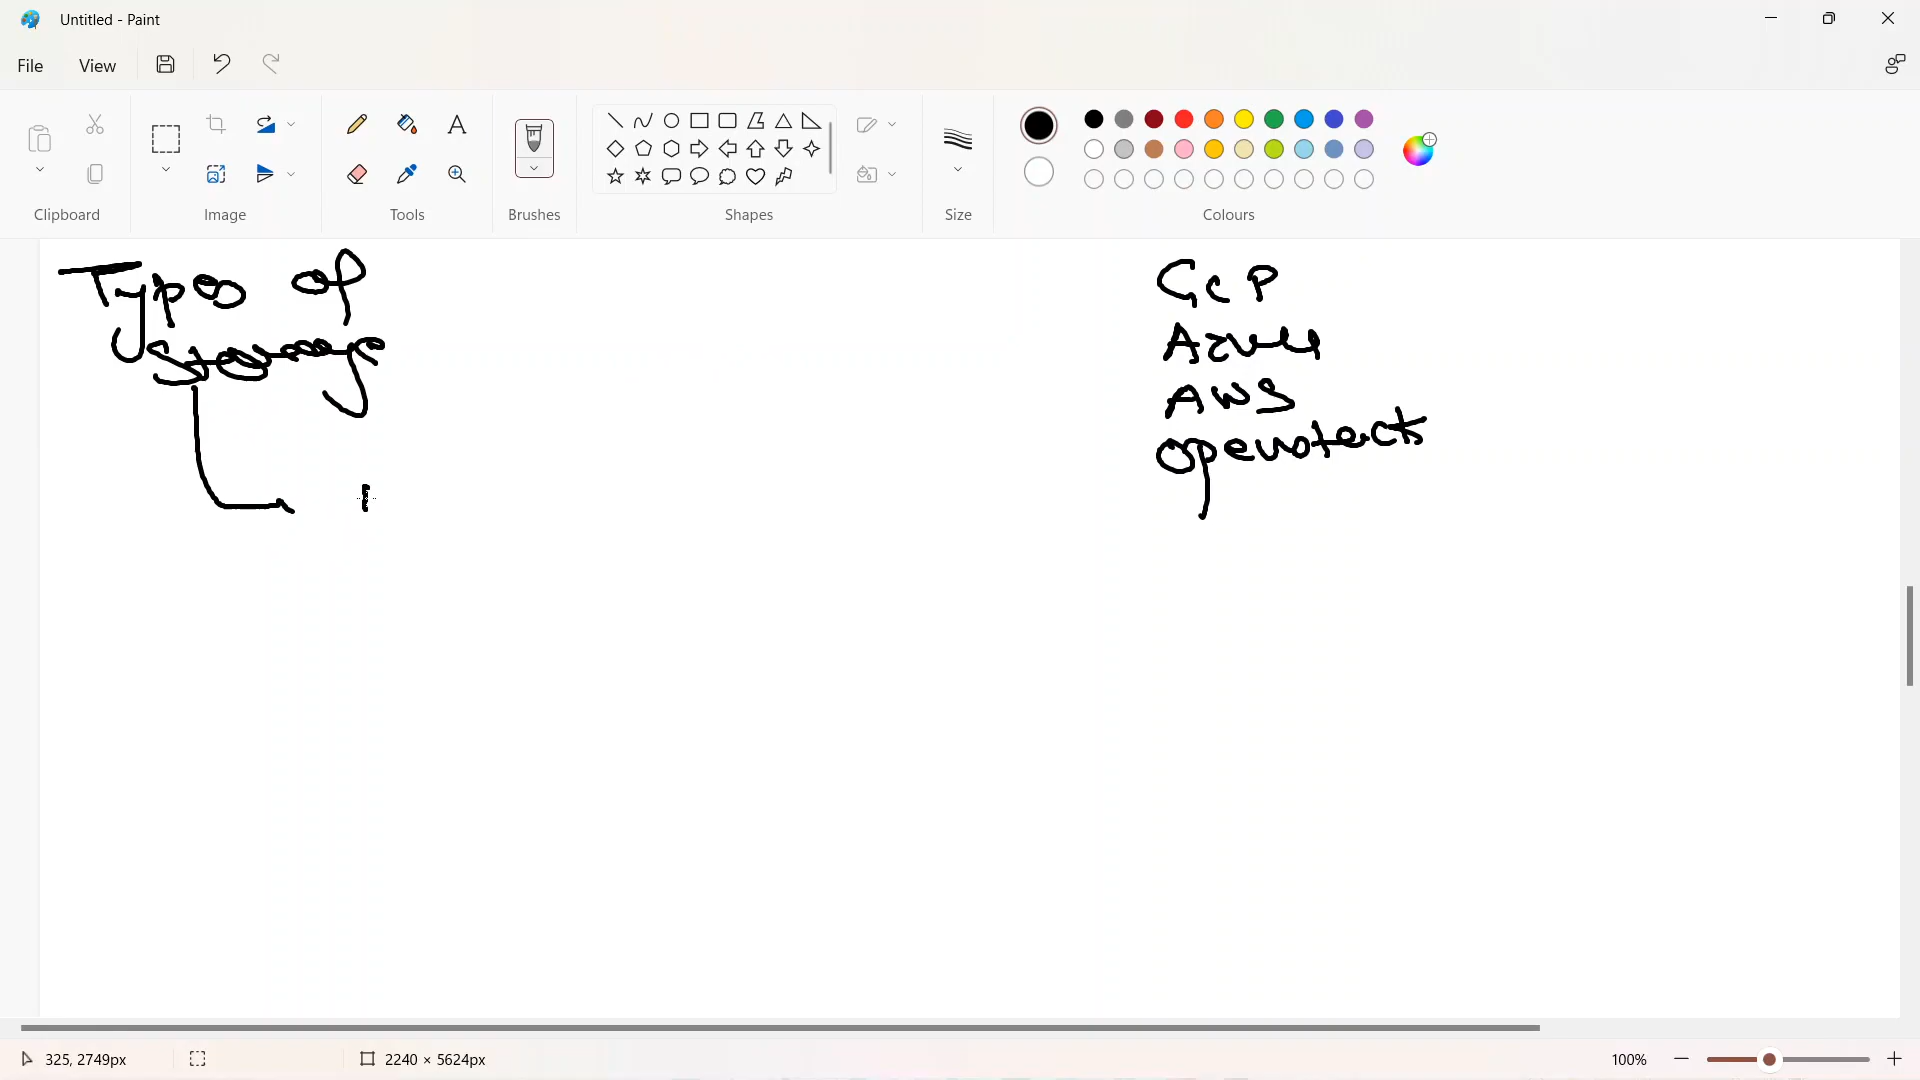 Untitled - Paint
File View
Clipboard Image Tools Brushes Shapes Size Colours
Types of
Storage
GCP
Azure
AWS
openstack
325, 2749px 2240 × 5624px 100%